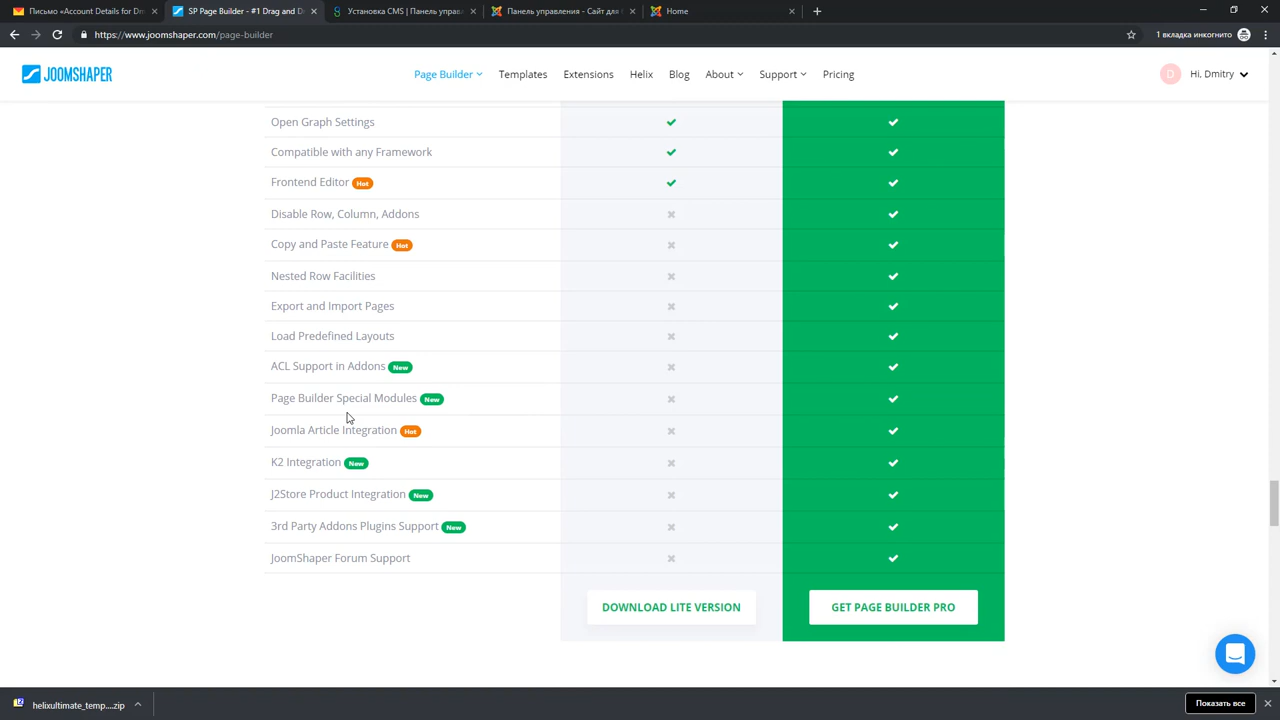 Письмо «Account Details for Dm
SP Page Builder - #1 Drag and D
Установка CMS | Панель управ
Панель управления - Сайт для
Home
https://www.joomshaper.com/page-builder
1 вкладка инкогнито
JOOMSHAPER
Page Builder
Templates
Extensions
Helix
Blog
About
Support
Pricing
D
Hi, Dmitry
Open Graph Settings
Compatible with any Framework
Frontend Editor Hot
Disable Row, Column, Addons
Copy and Paste Feature Hot
Nested Row Facilities
Export and Import Pages
Load Predefined Layouts
ACL Support in Addons New
Page Builder Special Modules New
Joomla Article Integration Hot
K2 Integration New
J2Store Product Integration New
3rd Party Addons Plugins Support New
JoomShaper Forum Support
DOWNLOAD LITE VERSION
GET PAGE BUILDER PRO
helixultimate_temp....zip
Показать все